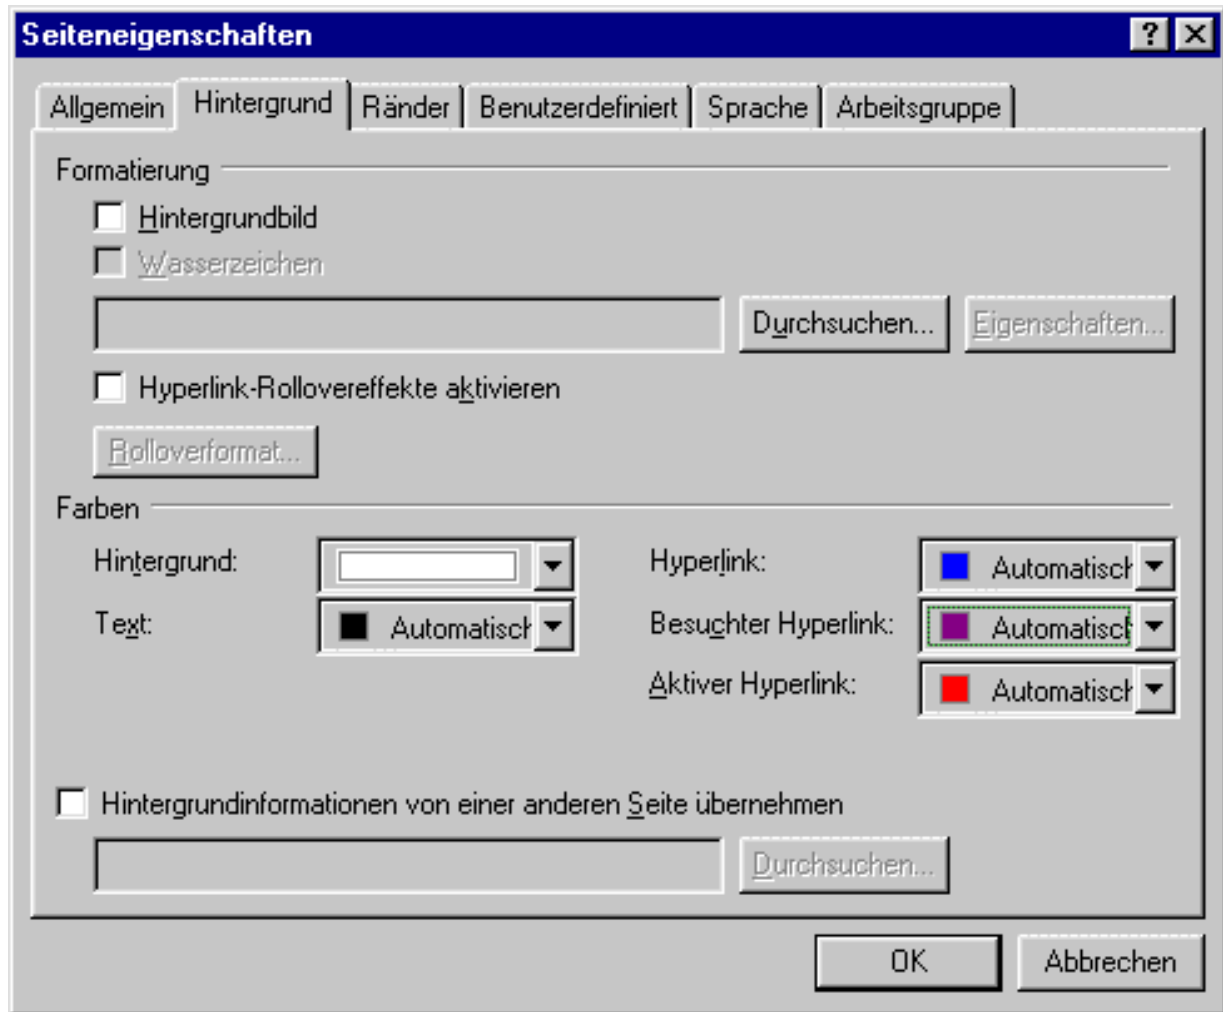 Seiteneigenschaften
Allgemein Hintergrund Ränder Benutzerdefiniert Sprache Arbeitsgruppe
Formatierung
Hintergrundbild
Wasserzeichen
Durchsuchen... Eigenschaften...
Hyperlink-Rollovereffekte aktivieren
Rolloverformat...
Farben
Hintergrund: Hyperlink: Automatisch
Text: Automatisch Besuchter Hyperlink: Automatisch
Aktiver Hyperlink: Automatisch
Hintergrundinformationen von einer anderen Seite übernehmen
Durchsuchen...
OK Abbrechen